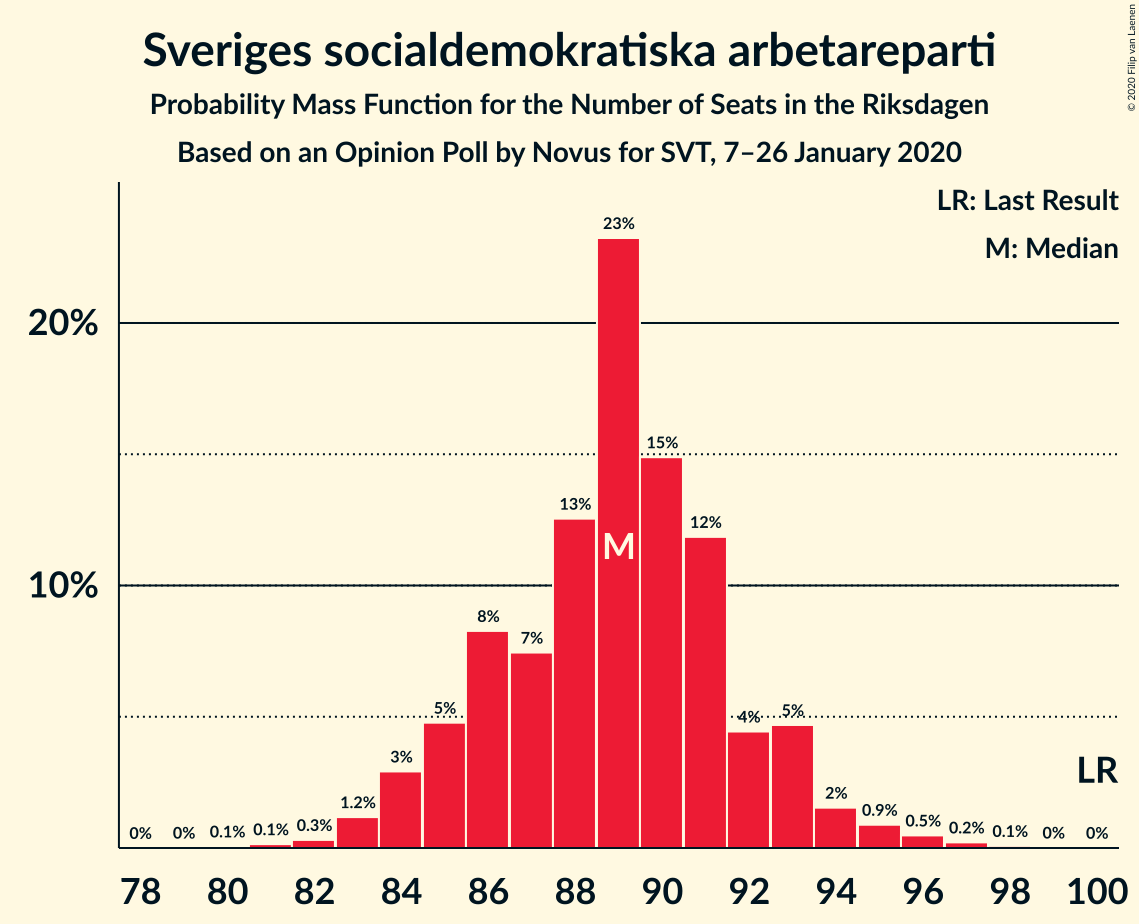 Sveriges socialdemokratiska arbetareparti
Probability Mass Function for the Number of Seats in the Riksdagen
Based on an Opinion Poll by Novus for SVT, 7–26 January 2020
© 2020 Filip van Laenen
LR: Last Result
M: Median
20%
10%
0%
0%
0.1%
0.1%
0.3%
1.2%
3%
5%
8%
7%
13%
23%
15%
12%
4%
5%
2%
0.9%
0.5%
0.2%
0.1%
0%
0%
M
LR
78 80 82 84 86 88 90 92 94 96 98 100